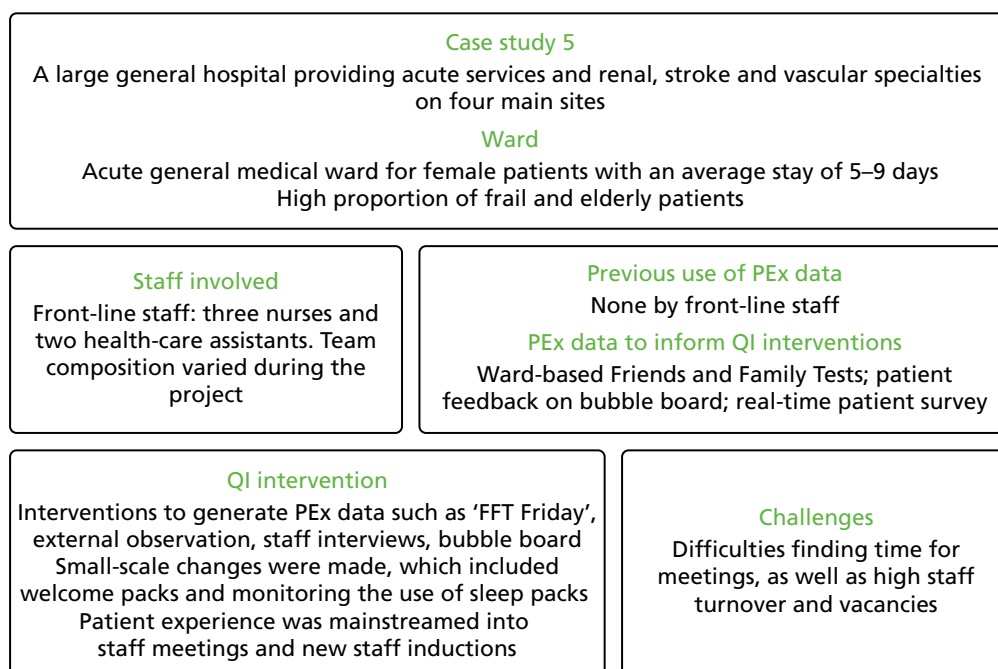 Case study 5
A large general hospital providing acute services and renal, stroke and vascular specialties
on four main sites
Ward
Acute general medical ward for female patients with an average stay of 5–9 days
High proportion of frail and elderly patients
Staff involved
Front-line staff: three nurses and
two health-care assistants. Team
composition varied during the
project
Previous use of PEx data
None by front-line staff
PEx data to inform QI interventions
Ward-based Friends and Family Tests; patient
feedback on bubble board; real-time patient survey
QI intervention
Interventions to generate PEx data such as ‘FFT Friday’,
external observation, staff interviews, bubble board
Small-scale changes were made, which included
welcome packs and monitoring the use of sleep packs
Patient experience was mainstreamed into
staff meetings and new staff inductions
Challenges
Difficulties finding time for
meetings, as well as high staff
turnover and vacancies